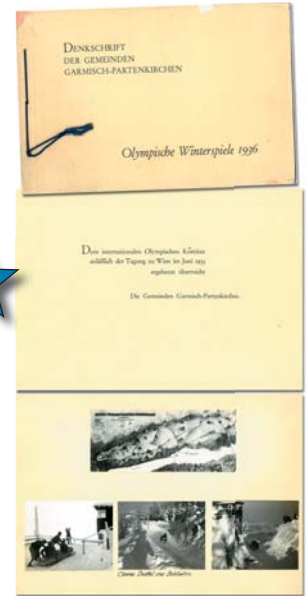 DENKSCHRIFT
DER GEMEINDEN
GARMISCH-PARTENKIRCHEN
Olympische Winterspiele 1936
Dem internationalen Olympischen Komitee
anläßlich der Tagung zu Wien im Juni 1933
ergebenst überreicht
Die Gemeinden Garmisch-Partenkirchen.